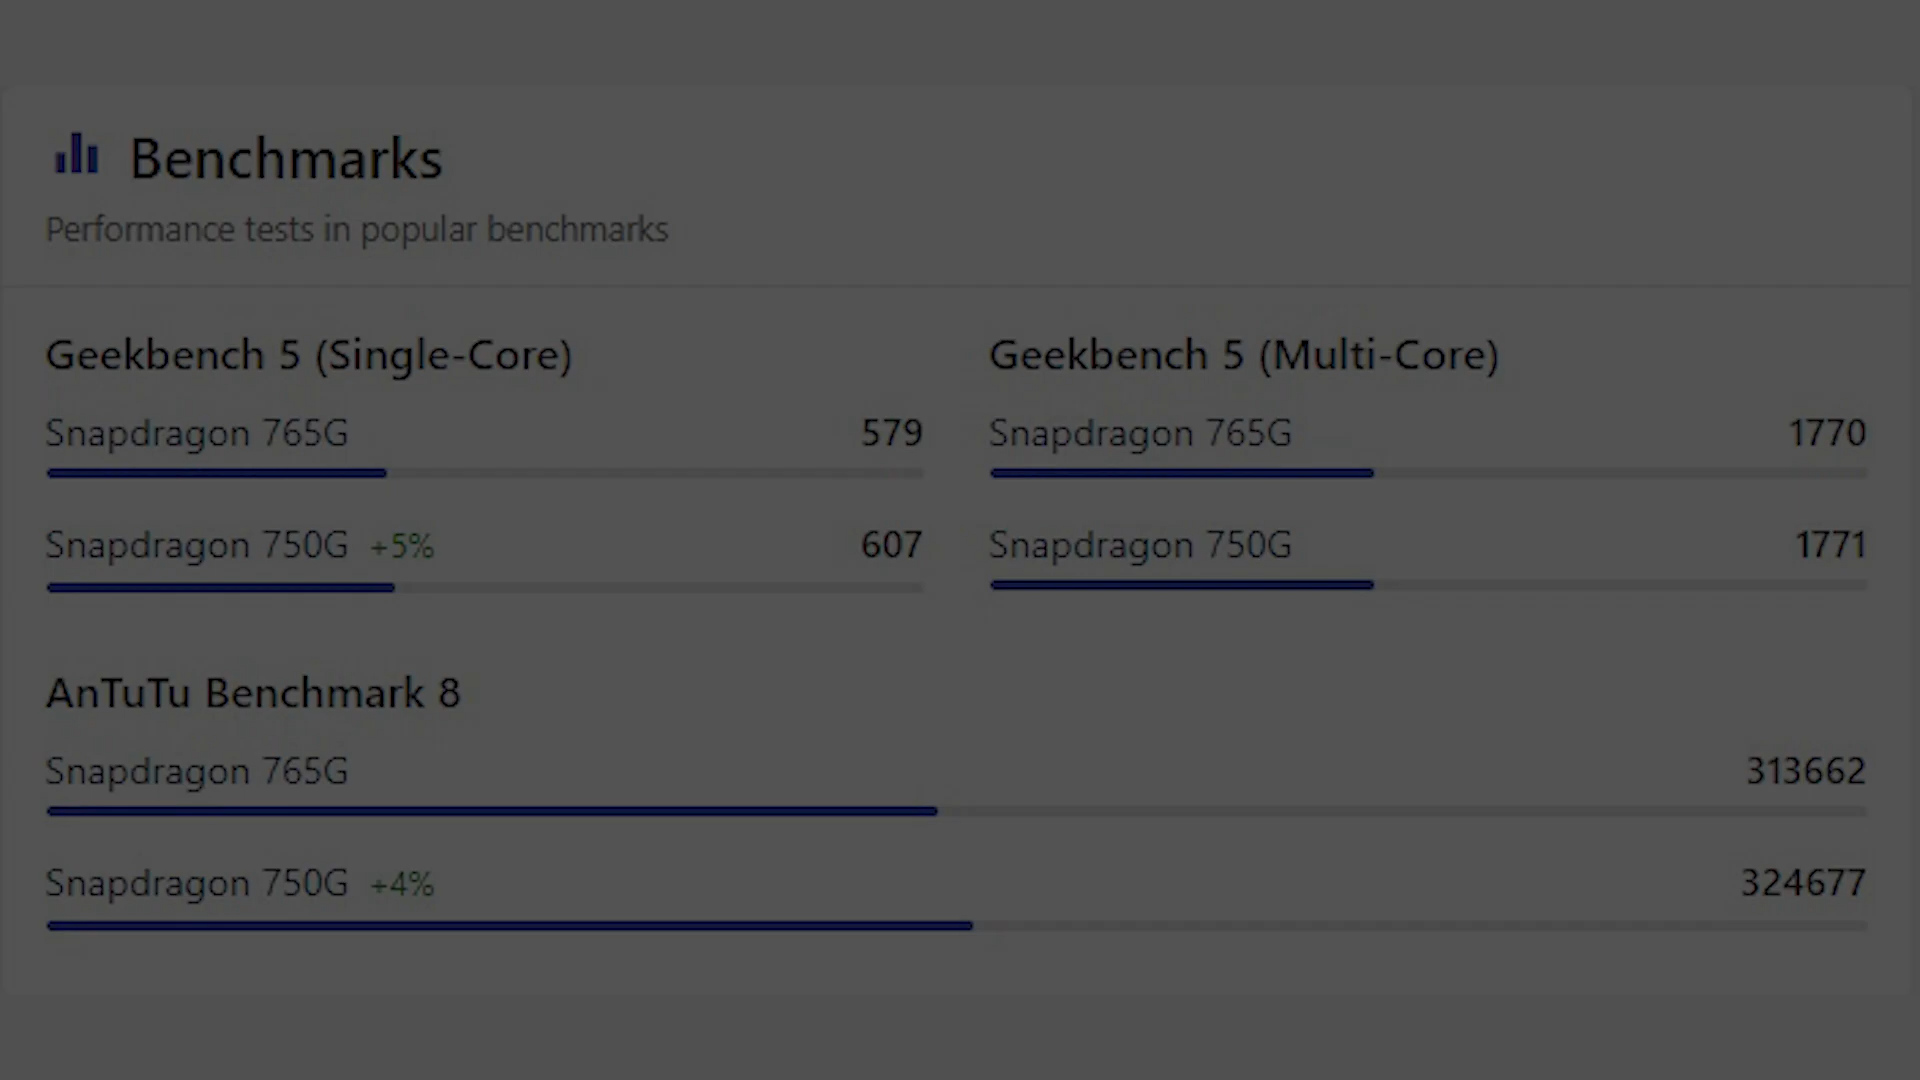 Benchmarks
Performance tests in popular benchmarks
Geekbench 5 (Single-Core)
Snapdragon 765G 579
Snapdragon 750G +5% 607
Geekbench 5 (Multi-Core)
Snapdragon 765G 1770
Snapdragon 750G 1771
AnTuTu Benchmark 8
Snapdragon 765G 313662
Snapdragon 750G +4% 324677